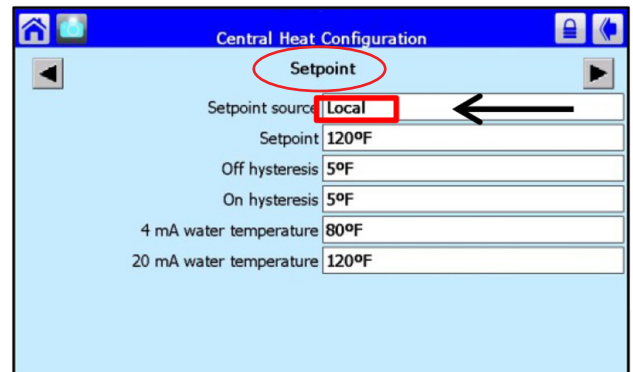 Central Heat Configuration
Setpoint
Setpoint source Local
Setpoint 120ºF
Off hysteresis 5ºF
On hysteresis 5ºF
4 mA water temperature 80ºF
20 mA water temperature 120ºF